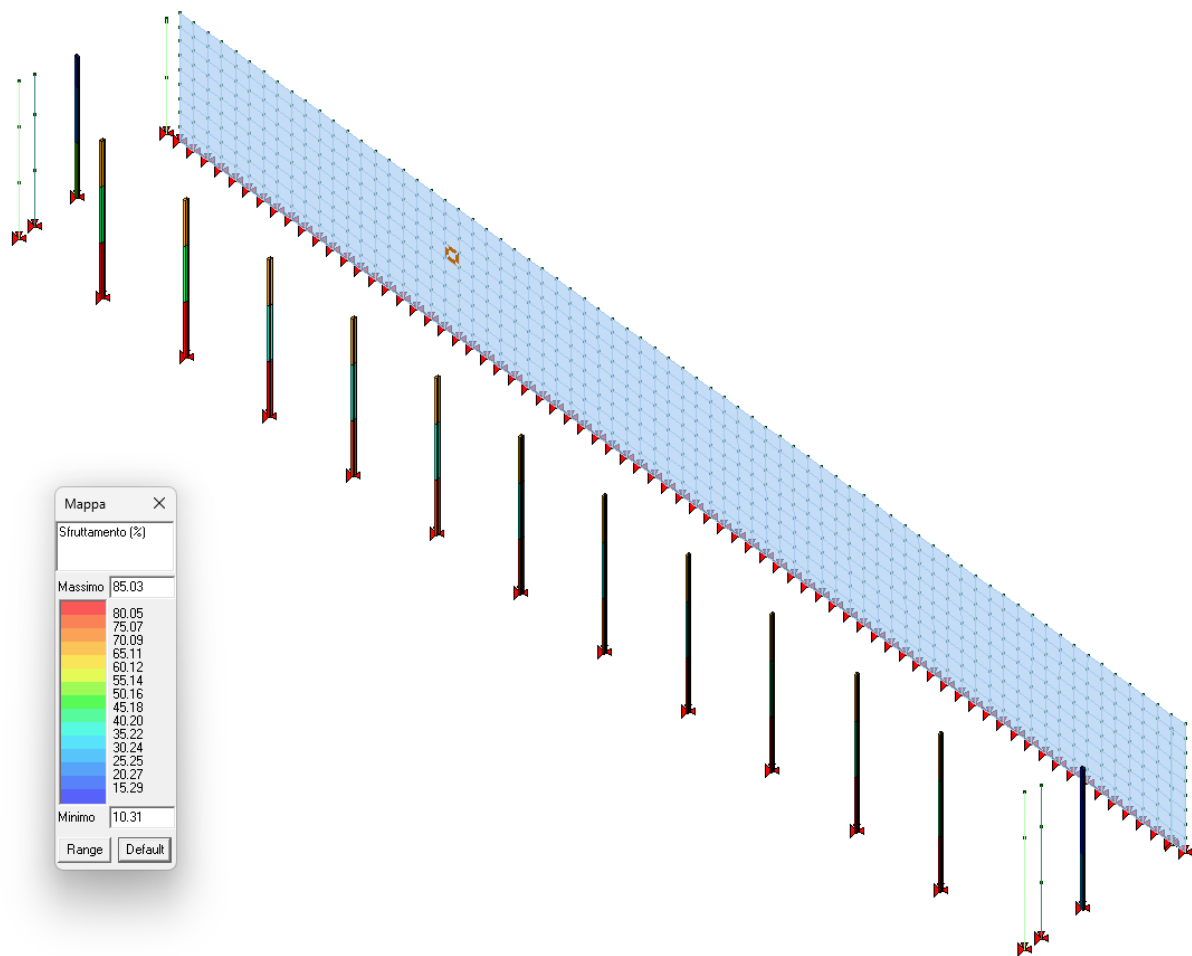 Mappa
Sfruttamento (%)
Massimo 85.03
80.05
75.07
70.09
65.11
60.12
55.14
50.16
45.18
40.20
35.22
30.24
25.25
20.27
15.29
Minimo 10.31
Range Default